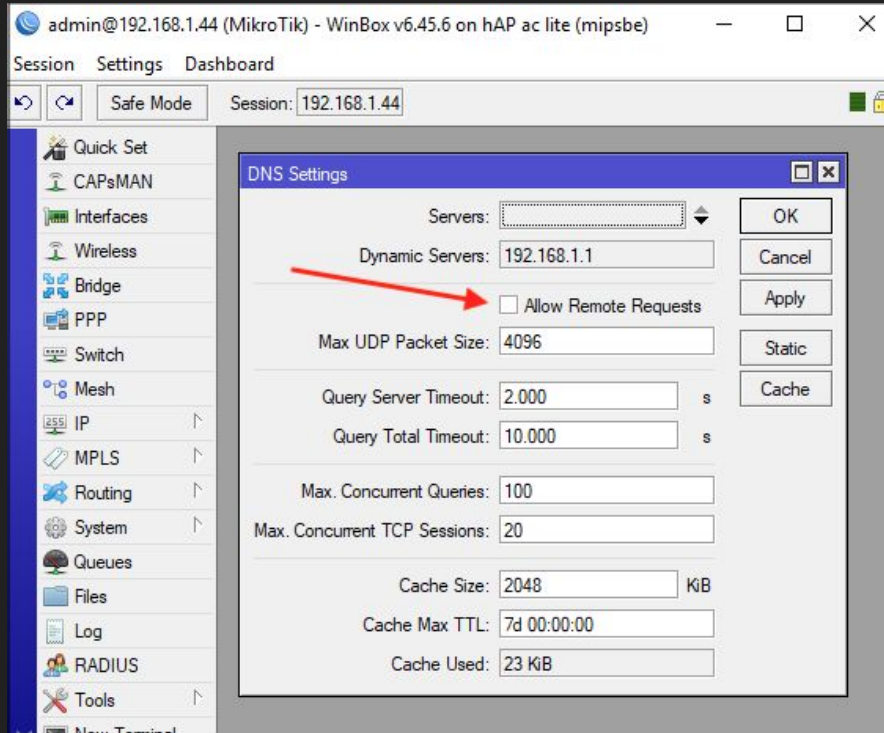 admin@192.168.1.44 (MikroTik) - WinBox v6.45.6 on hAP ac lite (mipsbe)
Session Settings Dashboard
Safe Mode Session: 192.168.1.44
Quick Set
CAPsMAN
Interfaces
Wireless
Bridge
PPP
Switch
Mesh
255 IP
MPLS
Routing
System
Queues
Files
Log
RADIUS
Tools
New Terminal
DNS Settings
Servers:
Dynamic Servers: 192.168.1.1
Allow Remote Requests
Max UDP Packet Size: 4096
Query Server Timeout: 2.000 s
Query Total Timeout: 10.000 s
Max. Concurrent Queries: 100
Max. Concurrent TCP Sessions: 20
Cache Size: 2048 KiB
Cache Max TTL: 7d 00:00:00
Cache Used: 23 KiB
OK
Cancel
Apply
Static
Cache